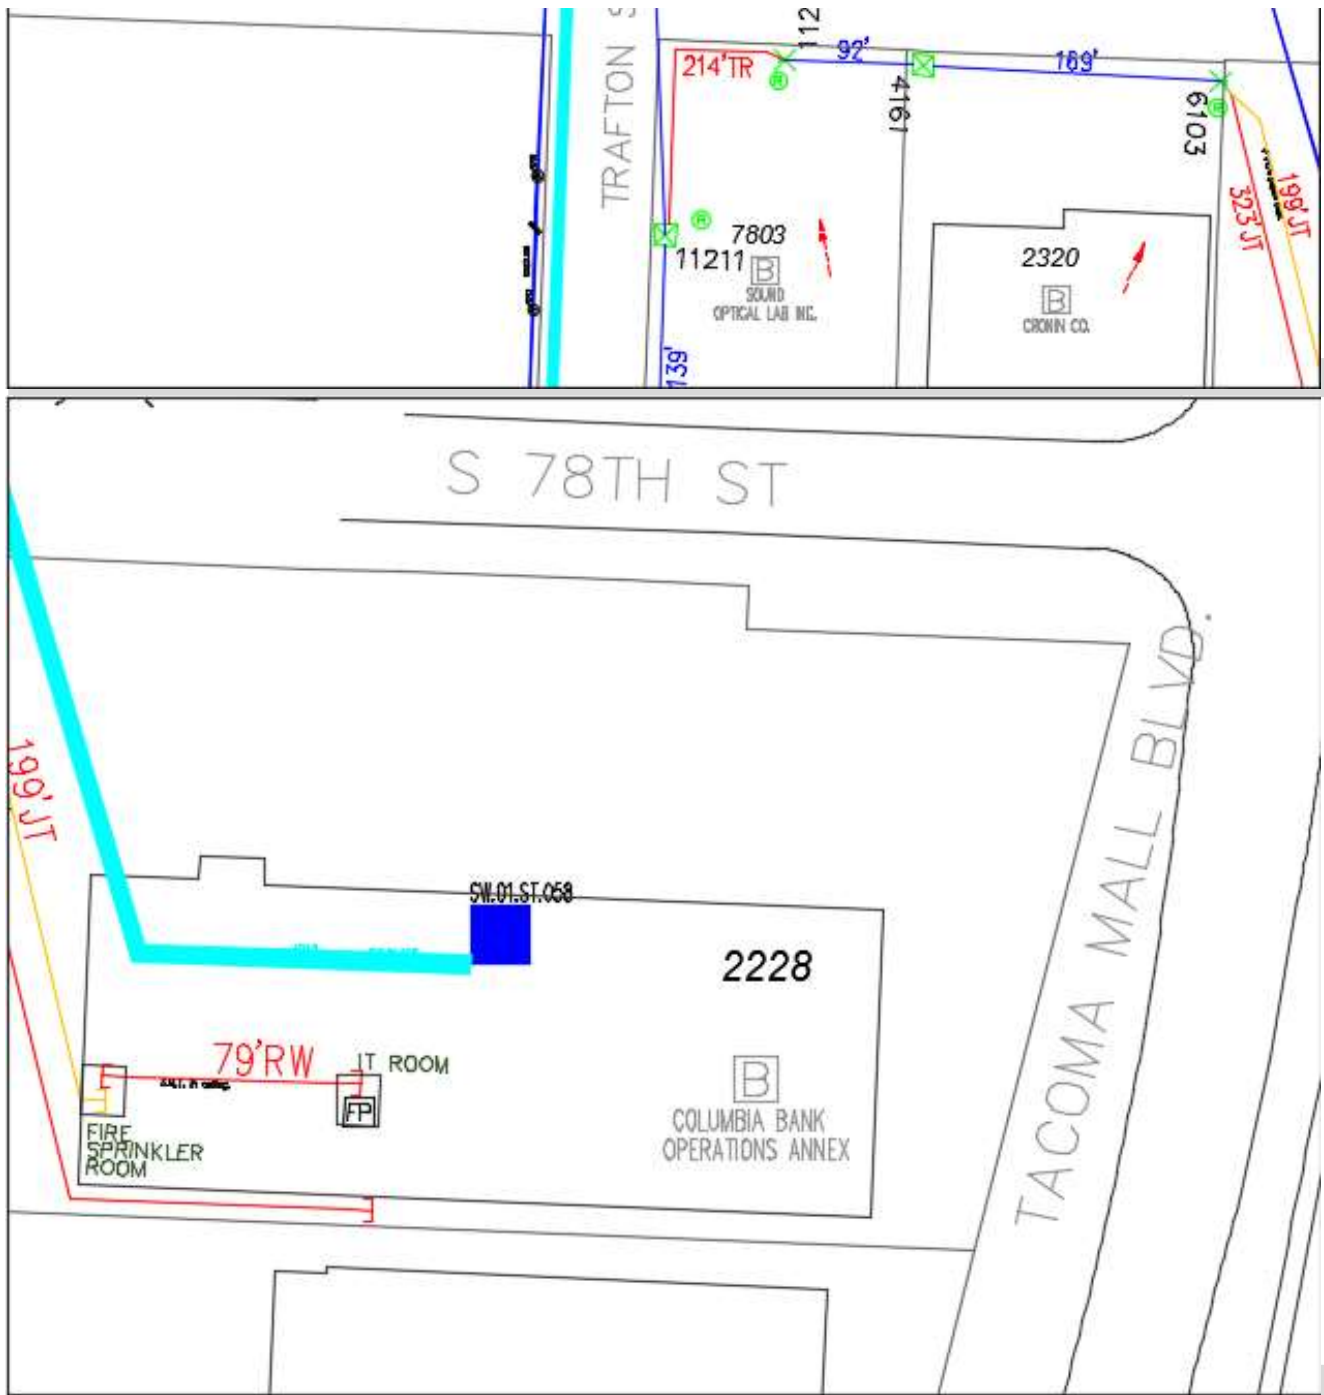 TRAFTON S
112
92'
169'
214'TR
4161
6103
199'JT
323'JT
7803
11211
B
SOUND
OPTICAL LAB INC.
2320
B
CRONIN CO.
139'
S 78TH ST
TACOMA MALL BLVD.
199'JT
SW.01.ST.058
2228
79'RW
IT ROOM
FP
FIRE
SPRINKLER
ROOM
B
COLUMBIA BANK
OPERATIONS ANNEX